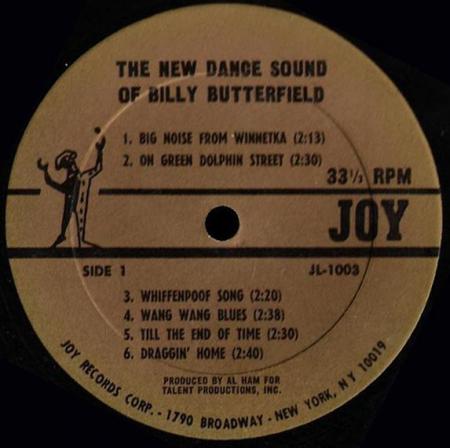 THE NEW DANCE SOUND
OF BILLY BUTTERFIELD
1. BIG NOISE FROM WINNETKA (2:13)
2. ON GREEN DOLPHIN STREET (2:30)
33⅓ RPM
JOY
SIDE 1
JL-1003
3. WHIFFENPOOF SONG (2:20)
4. WANG WANG BLUES (2:38)
5. TILL THE END OF TIME (2:30)
6. DRAGGIN' HOME (2:40)
PRODUCED BY AL HAM FOR
TALENT PRODUCTIONS, INC.
JOY RECORDS CORP. - 1790 BROADWAY - NEW YORK, N Y 10019